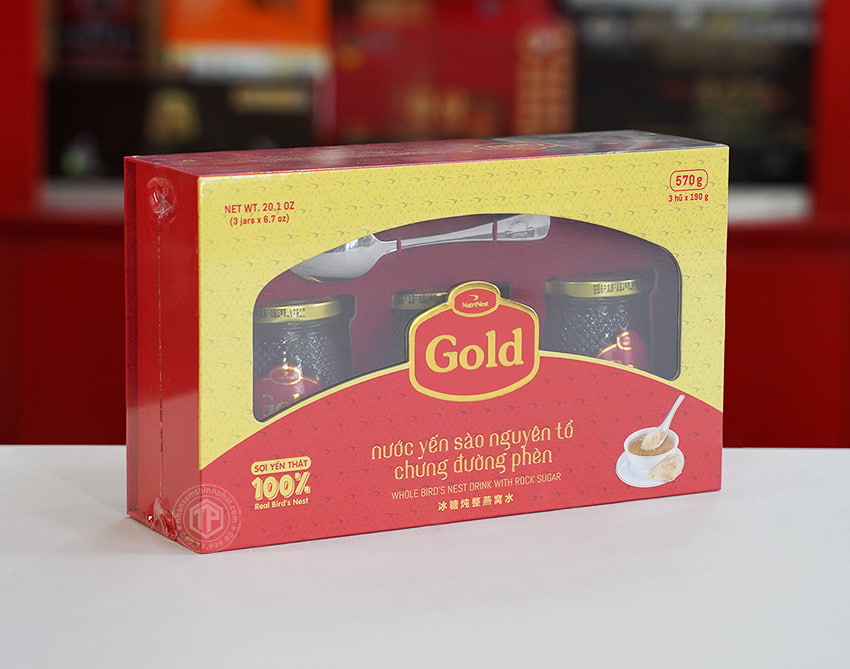 NET WT. 20.1 OZ
(3 jars x 6.7 oz)
570 g
3 hũ x 190 g
NutriNest
Gold
nước yến sào nguyên tổ
chưng đường phèn
WHOLE BIRD'S NEST DRINK WITH ROCK SUGAR
冰糖炖整燕窝水
SỢI YẾN THẬT
100%
Real Bird's Nest